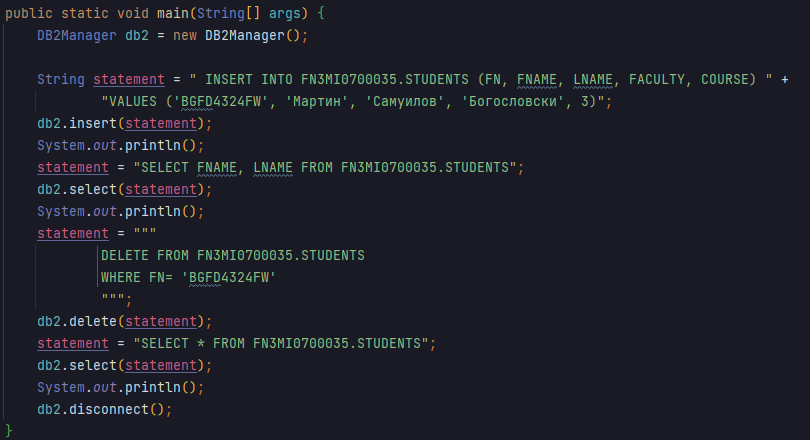 public static void main(String[] args) {
DB2Manager db2 = new DB2Manager();
String statement = " INSERT INTO FN3MI0700035.STUDENTS (FN, FNAME, LNAME, FACULTY, COURSE) " +
"VALUES ('BGFD4324FW', 'Мартин', 'Самуилов', 'Богословски', 3)";
db2.insert(statement);
System.out.println();
statement = "SELECT FNAME, LNAME FROM FN3MI0700035.STUDENTS";
db2.select(statement);
System.out.println();
statement = """
DELETE FROM FN3MI0700035.STUDENTS
WHERE FN= 'BGFD4324FW'
""";
db2.delete(statement);
statement = "SELECT * FROM FN3MI0700035.STUDENTS";
db2.select(statement);
System.out.println();
db2.disconnect();
}